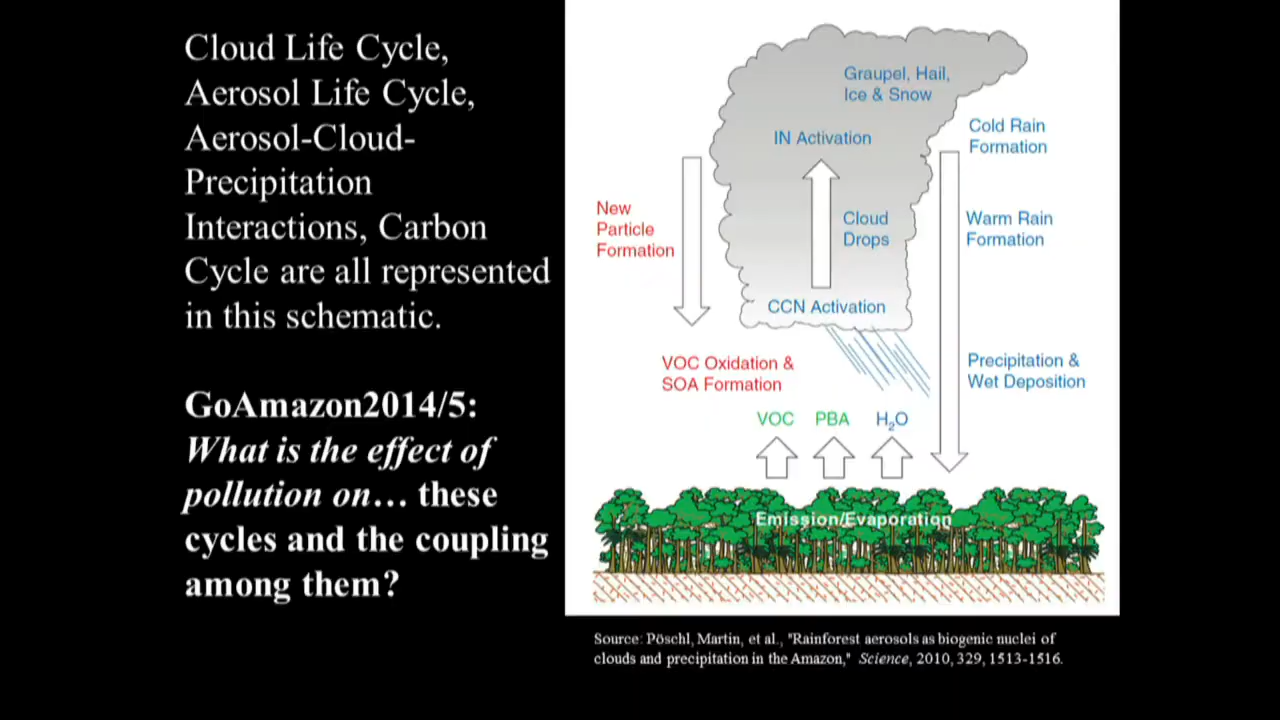 Cloud Life Cycle,
Aerosol Life Cycle,
Aerosol-Cloud-
Precipitation
Interactions, Carbon
Cycle are all represented
in this schematic.
GoAmazon2014/5:
What is the effect of
pollution on… these
cycles and the coupling
among them?
Graupel, Hail,
Ice & Snow
IN Activation
Cold Rain
Formation
New
Particle
Formation
Cloud
Drops
Warm Rain
Formation
CCN Activation
VOC Oxidation &
SOA Formation
Precipitation &
Wet Deposition
VOC PBA H₂O
Emission/Evaporation
Source: Pöschl, Martin, et al., "Rainforest aerosols as biogenic nuclei of
clouds and precipitation in the Amazon," Science, 2010, 329, 1513-1516.